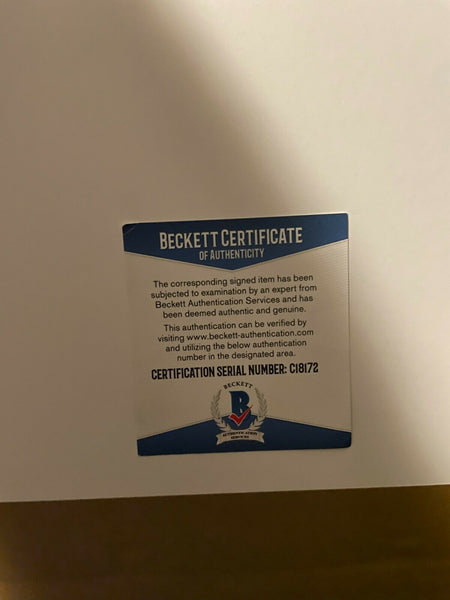 BECKETT CERTIFICATE
OF AUTHENTICITY
The corresponding signed item has been
subjected to examination by an expert from
Beckett Authentication Services and has
been deemed authentic and genuine.
This authentication can be verified by
visiting www.beckett-authentication.com
and utilizing the below authentication
number in the designated area.
CERTIFICATION SERIAL NUMBER: C18172
BECKETT
B
AUTHENTICATION
SERVICES